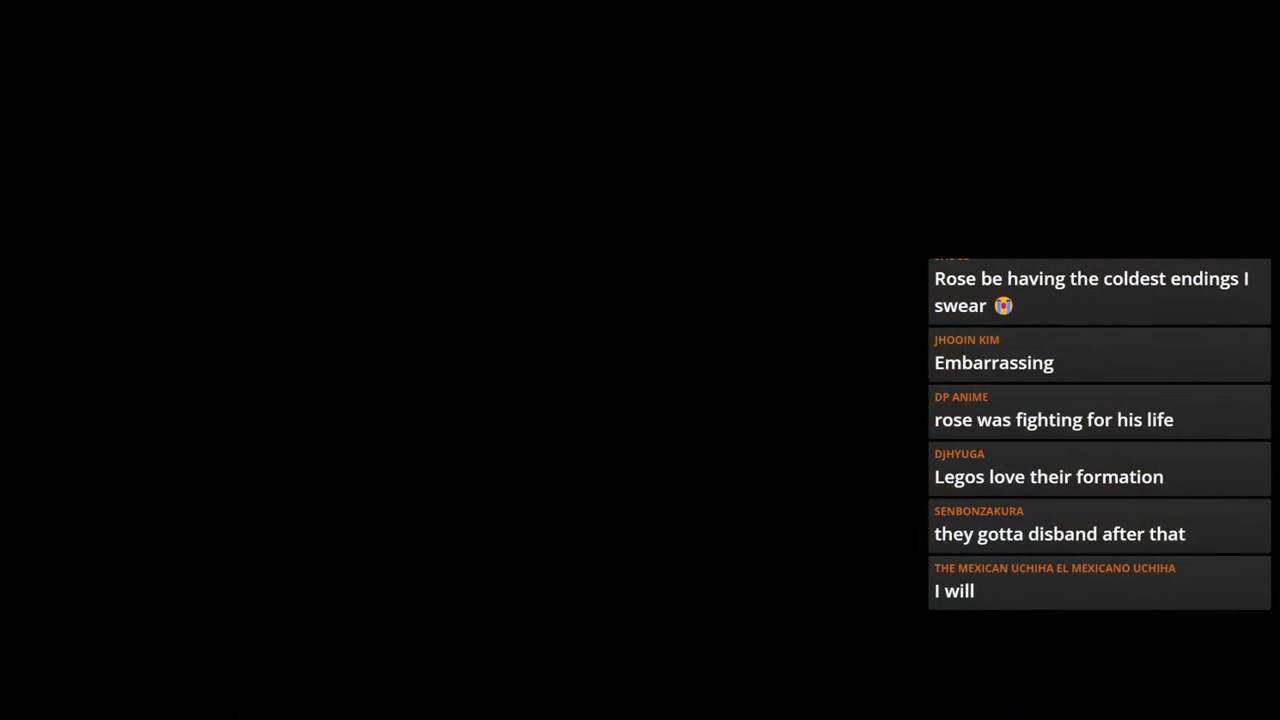 Rose be having the coldest endings I
swear 😭
JHOOIN KIM
Embarrassing
DP ANIME
rose was fighting for his life
DJHYUGA
Legos love their formation
SENBONZAKURA
they gotta disband after that
THE MEXICAN UCHIHA EL MEXICANO UCHIHA
I will